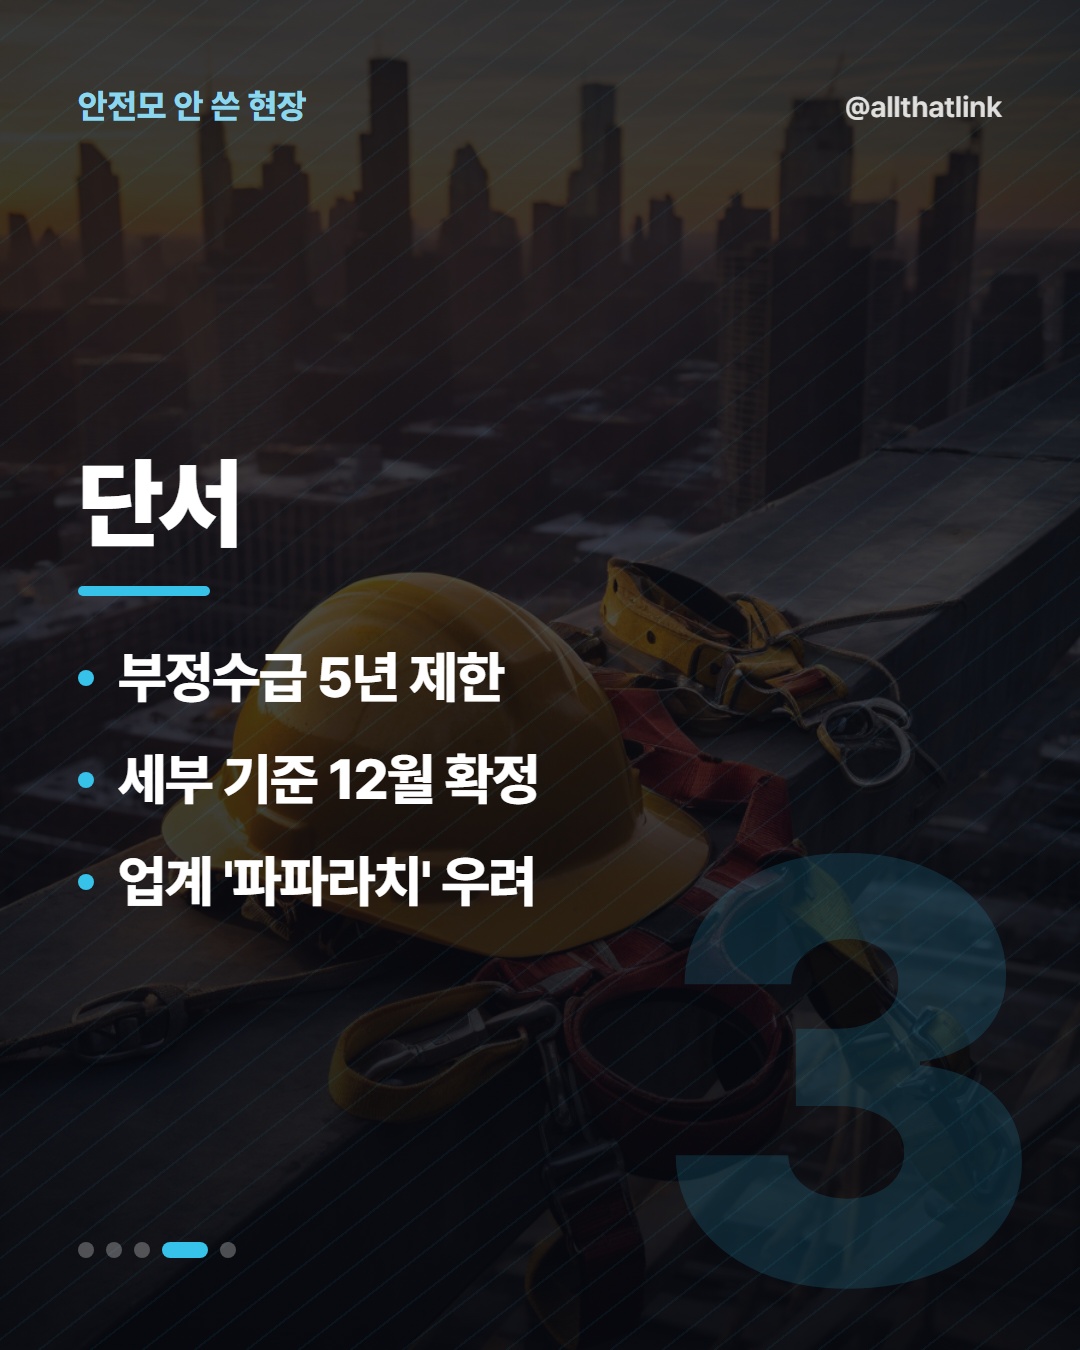 안전모 안 쓴 현장
@allthatlink
단서
부정수급 5년 제한
세부 기준 12월 확정
업계 '파파라치' 우려
3